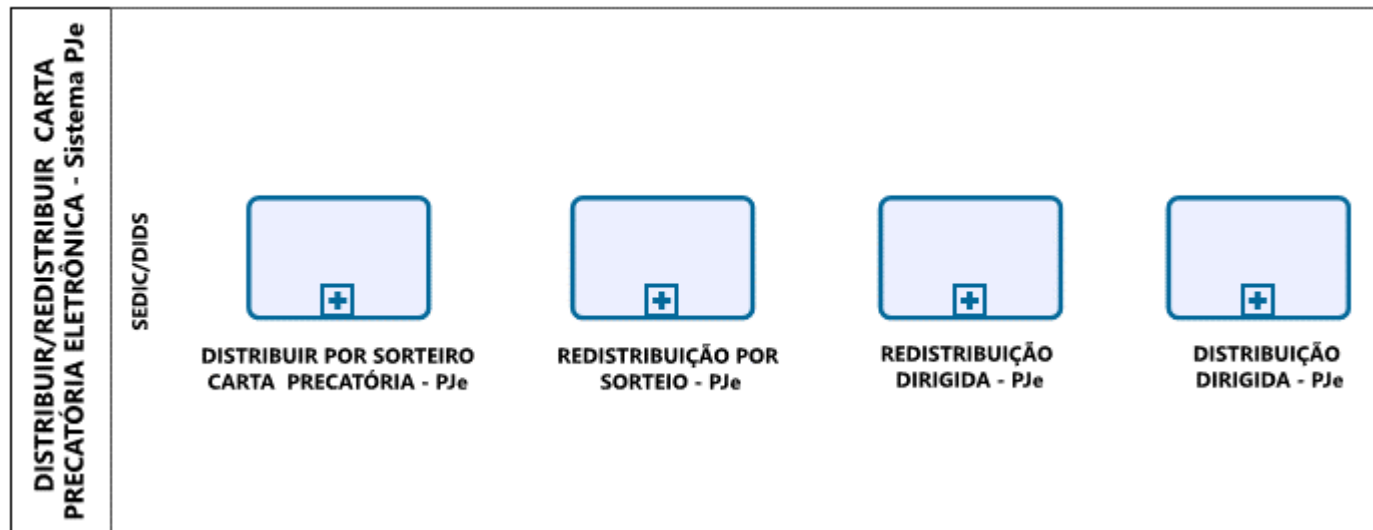 DISTRIBUIR/REDISTRIBUIR CARTA
PRECATÓRIA ELETRÔNICA - Sistema PJe
SEDIC/DIDS
DISTRIBUIR POR SORTEIRO
CARTA PRECATÓRIA - PJe
REDISTRIBUIÇÃO POR
SORTEIO - PJe
REDISTRIBUIÇÃO
DIRIGIDA - PJe
DISTRIBUIÇÃO
DIRIGIDA - PJe